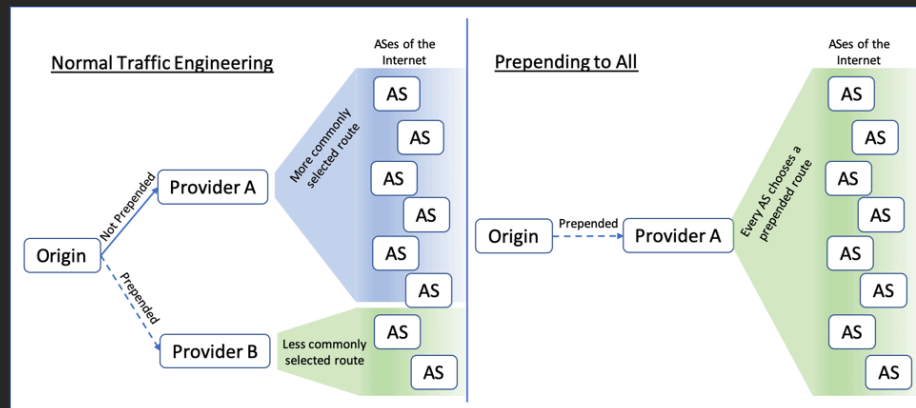 Normal Traffic Engineering
ASes of the
Internet
Origin
Not Prepended
Prepended
Provider A
Provider B
More commonly
selected route
Less commonly
selected route
AS
AS
AS
AS
AS
AS
AS
AS
Prepending to All
ASes of the
Internet
Origin
Prepended
Provider A
Every AS chooses a
prepended route
AS
AS
AS
AS
AS
AS
AS
AS